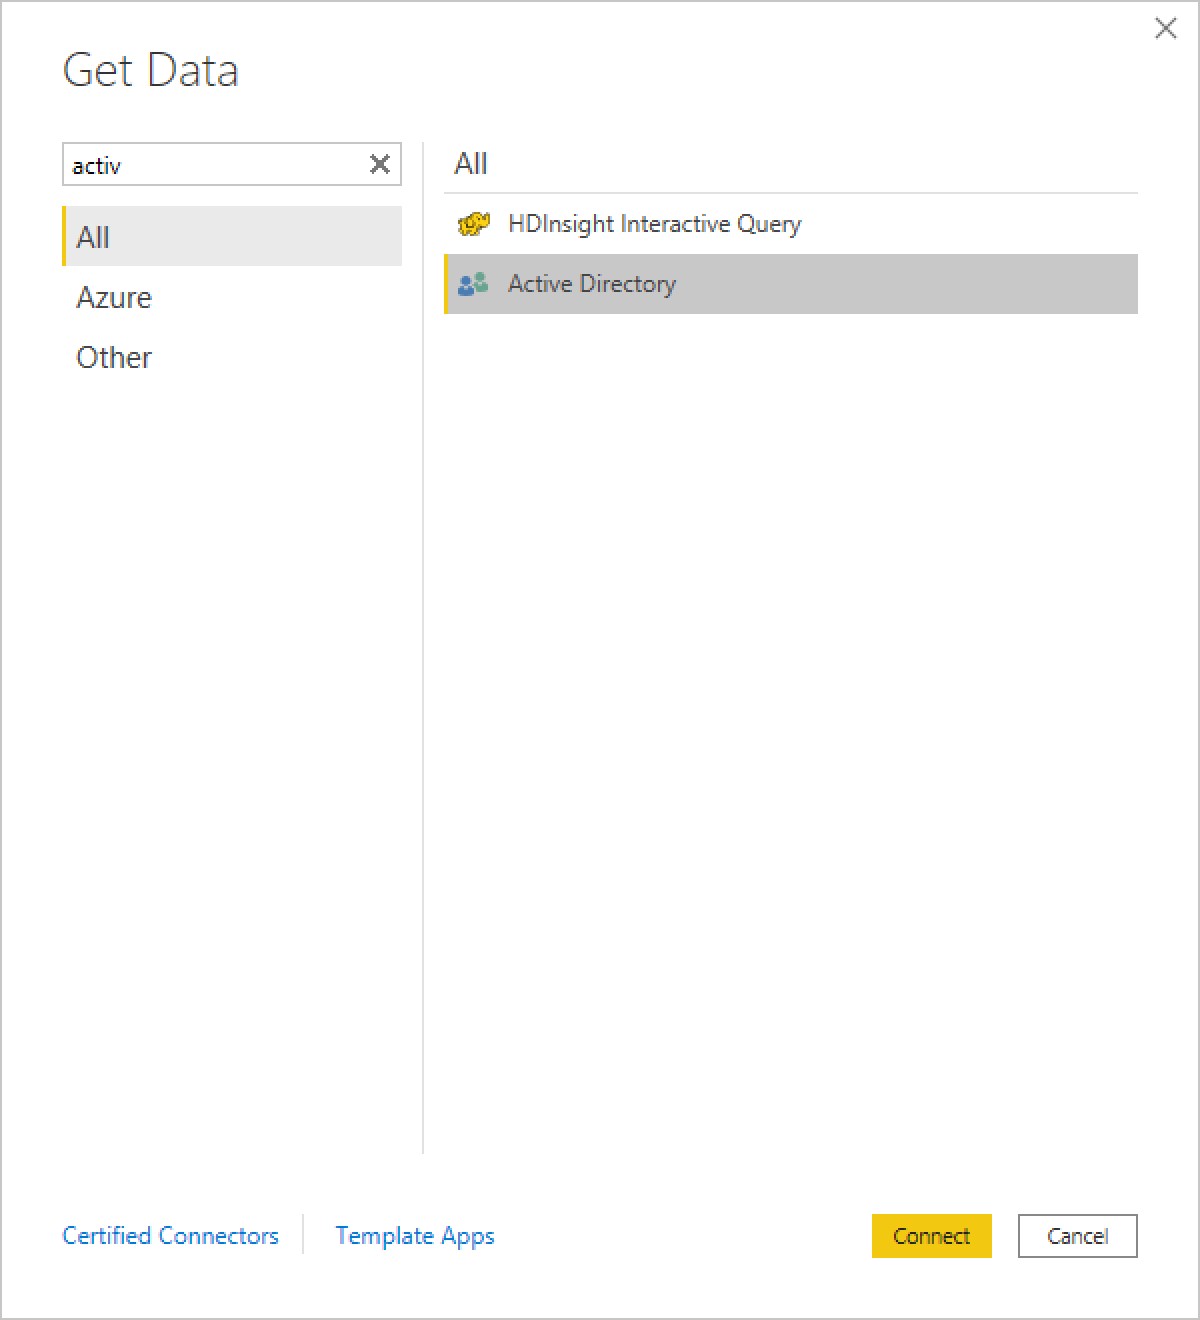 Get Data
activ
All
Azure
Other
All
HDInsight Interactive Query
Active Directory
Certified Connectors
Template Apps
Connect
Cancel